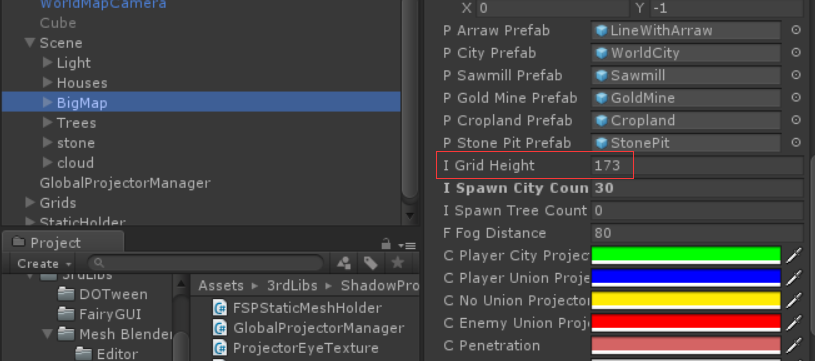 WorldMapCamera
Cube
Scene
Light
Houses
BigMap
Trees
stone
cloud
GlobalProjectorManager
Grids
StaticHolder
Project
Create
3rdLibs
DOTween
FairyGUI
Mesh Blender
Editor
Assets 3rdLibs ShadowPro
FSPStaticMeshHolder
GlobalProjectorManager
ProjectorEyeTexture
X 0 Y -1
P Arraw Prefab LineWithArraw
P City Prefab WorldCity
P Sawmill Prefab Sawmill
P Gold Mine Prefab GoldMine
P Cropland Prefab Cropland
P Stone Pit Prefab StonePit
I Grid Height 173
I Spawn City Coun 30
I Spawn Tree Count 0
F Fog Distance 80
C Player City Projec
C Player Union Proje
C No Union Projector
C Enemy Union Proj
C Penetration